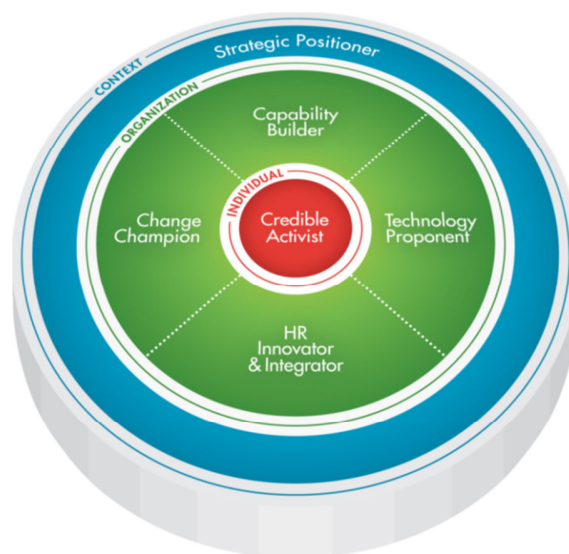 CONTEXT
Strategic Positioner
ORGANIZATION
Capability
Builder
INDIVIDUAL
Change
Champion
Credible
Activist
Technology
Proponent
HR
Innovator
& Integrator